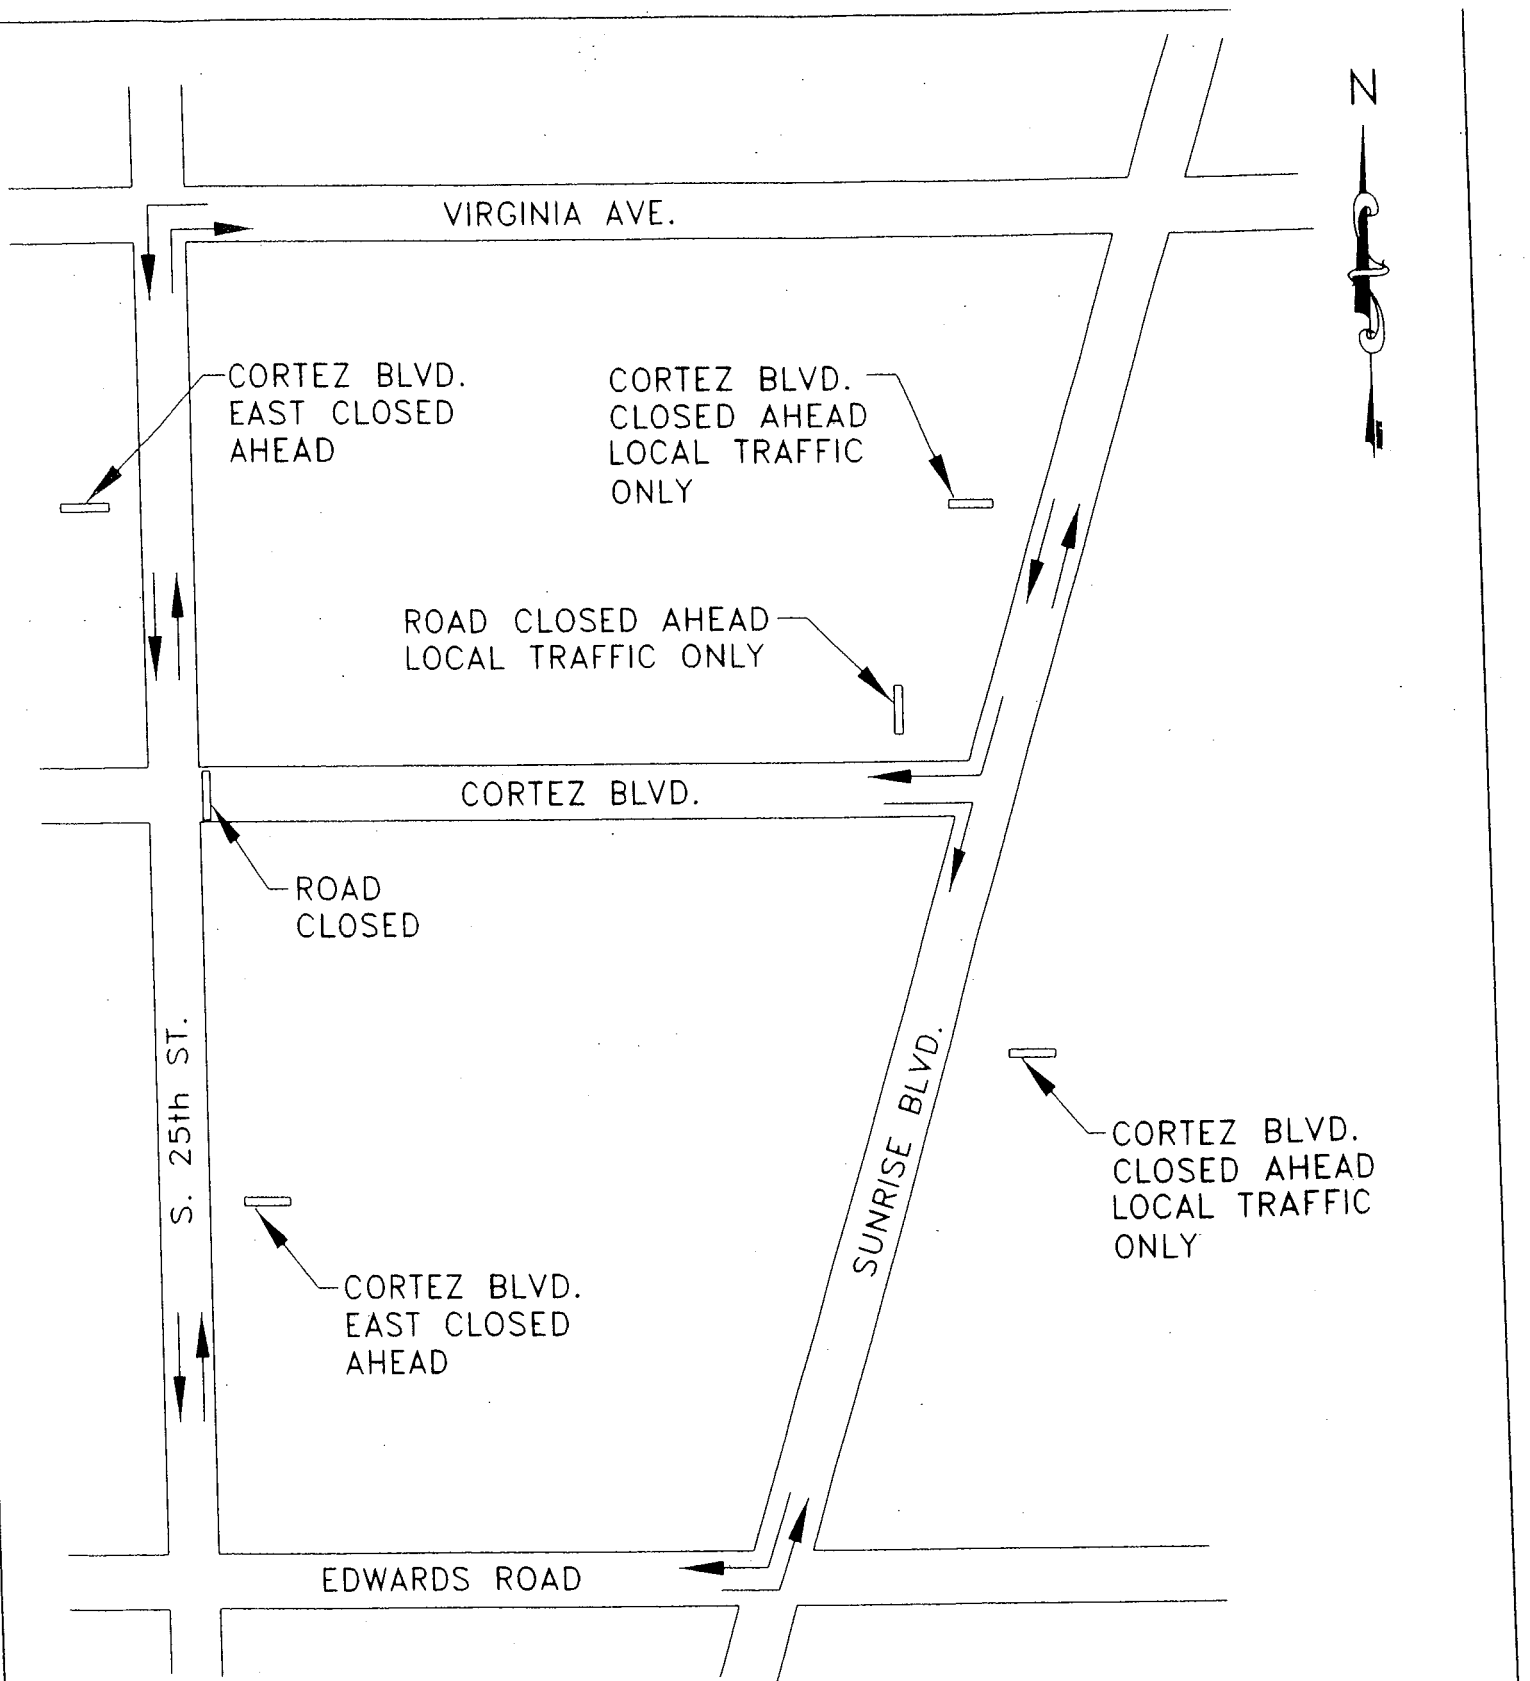 N
VIRGINIA AVE.
CORTEZ BLVD.
EAST CLOSED
AHEAD
CORTEZ BLVD.
CLOSED AHEAD
LOCAL TRAFFIC
ONLY
ROAD CLOSED AHEAD
LOCAL TRAFFIC ONLY
CORTEZ BLVD.
ROAD
CLOSED
S. 25th ST.
SUNRISE BLVD.
CORTEZ BLVD.
CLOSED AHEAD
LOCAL TRAFFIC
ONLY
CORTEZ BLVD.
EAST CLOSED
AHEAD
EDWARDS ROAD